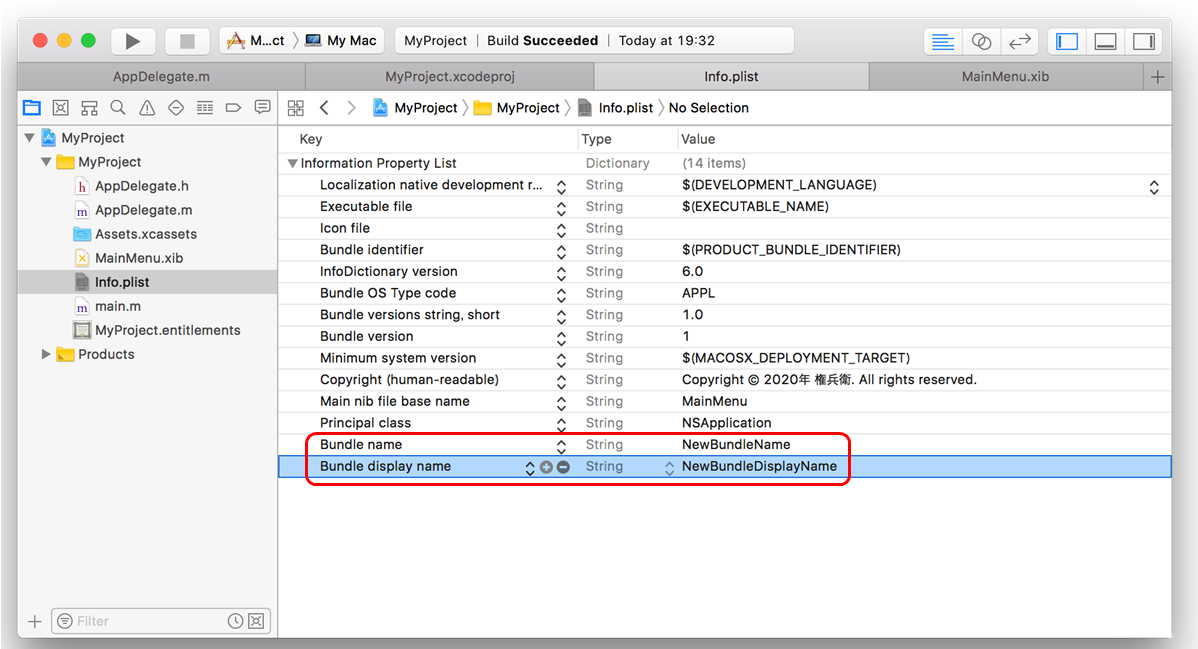 M...ct My Mac MyProject | Build Succeeded | Today at 19:32
AppDelegate.m MyProject.xcodeproj Info.plist MainMenu.xib
MyProject MyProject Info.plist No Selection
MyProject
MyProject
AppDelegate.h
AppDelegate.m
Assets.xcassets
MainMenu.xib
Info.plist
main.m
MyProject.entitlements
Products
Filter
Key Type Value
Information Property List Dictionary (14 items)
Localization native development r... String $(DEVELOPMENT_LANGUAGE)
Executable file String $(EXECUTABLE_NAME)
Icon file String
Bundle identifier String $(PRODUCT_BUNDLE_IDENTIFIER)
InfoDictionary version String 6.0
Bundle OS Type code String APPL
Bundle versions string, short String 1.0
Bundle version String 1
Minimum system version String $(MACOSX_DEPLOYMENT_TARGET)
Copyright (human-readable) String Copyright © 2020年 権兵衛. All rights reserved.
Main nib file base name String MainMenu
Principal class String NSApplication
Bundle name String NewBundleName
Bundle display name String NewBundleDisplayName